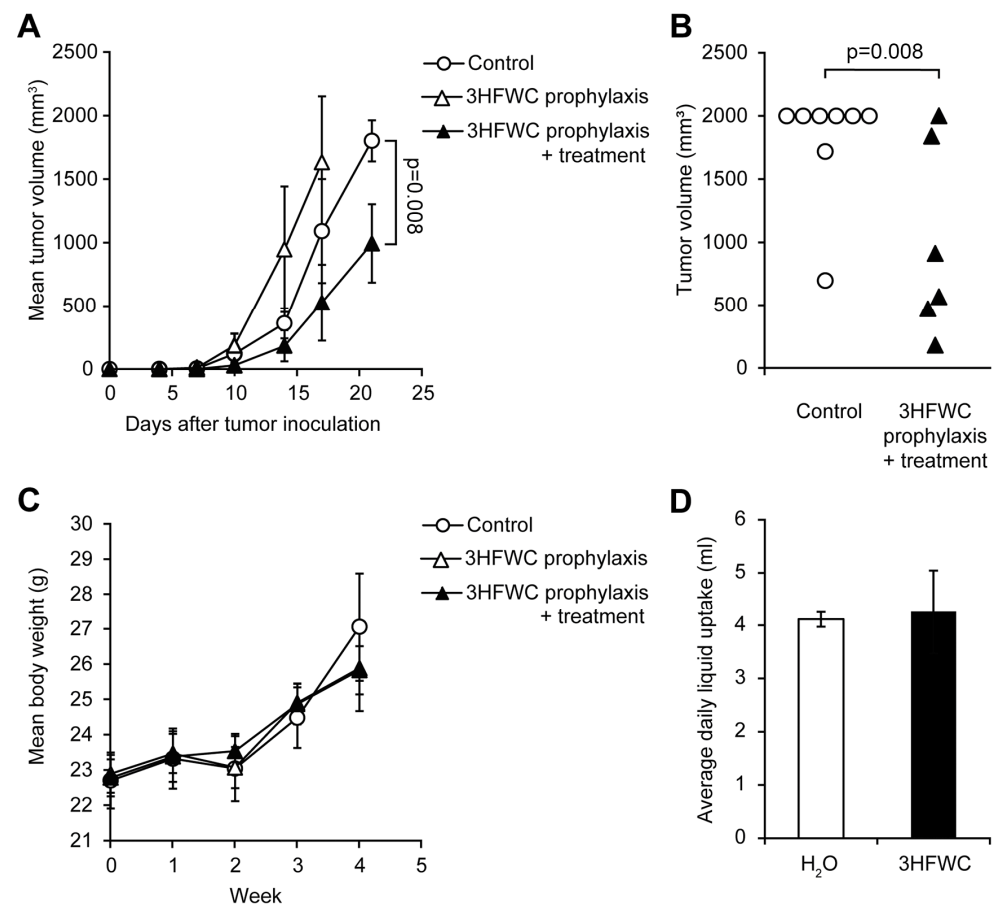 A
2500
2000
1500
1000
500
0
Mean tumor volume (mm³)
0 5 10 15 20 25
Days after tumor inoculation
Control
3HFWC prophylaxis
3HFWC prophylaxis
+ treatment
p=0.008
B
2500
2000
1500
1000
500
0
Tumor volume (mm³)
p=0.008
Control
3HFWC
prophylaxis
+ treatment
C
30
29
28
27
26
25
24
23
22
21
Mean body weight (g)
0 1 2 3 4 5
Week
Control
3HFWC prophylaxis
3HFWC prophylaxis
+ treatment
D
6
5
4
3
2
1
0
Average daily liquid uptake (ml)
H₂O
3HFWC